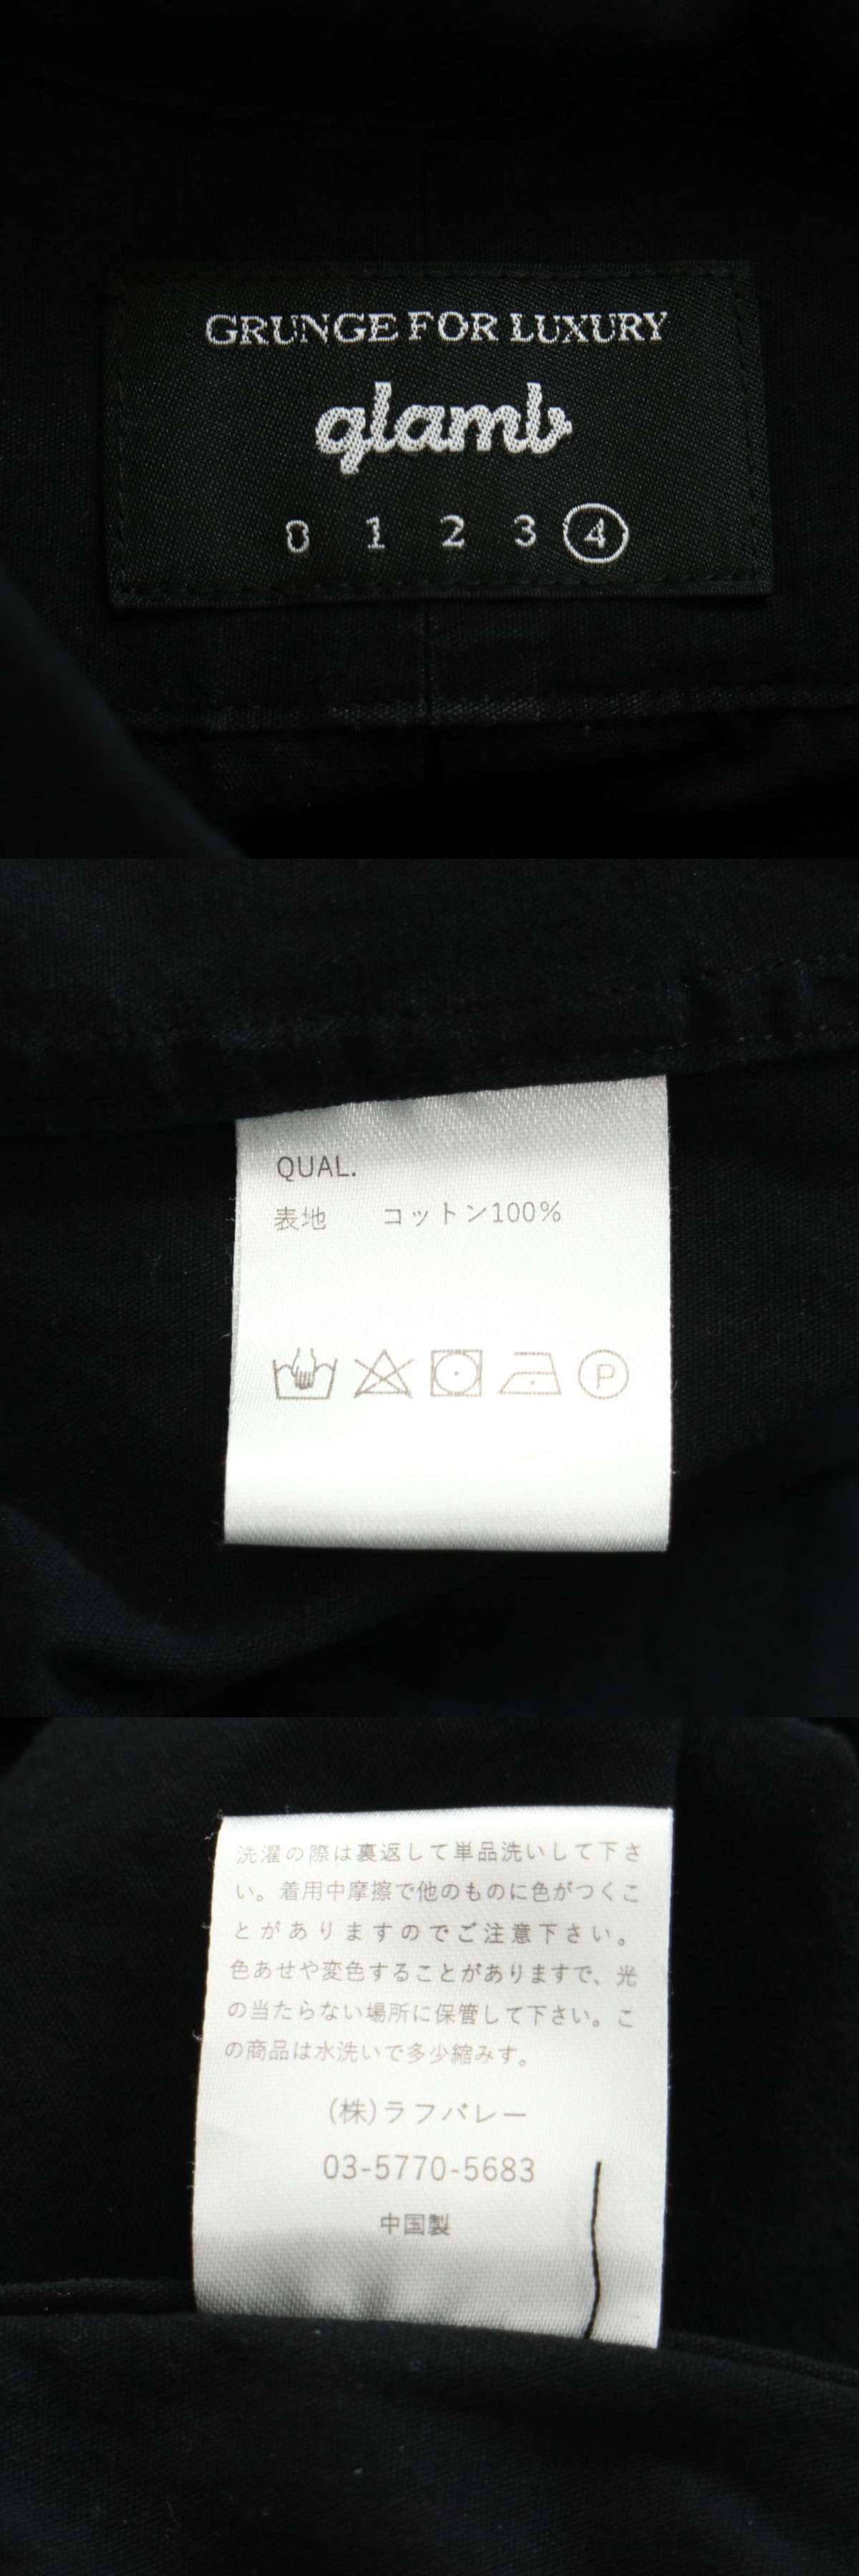 GRUNGE FOR LUXURY
glamb
0 1 2 3 4
QUAL.
表地 コットン100%
P
洗濯の際は裏返して単品洗いして下さ
い。着用中摩擦で他のものに色がつくこ
とがありますのでご注意下さい。
色あせや変色することがありますで、光
の当たらない場所に保管して下さい。こ
の商品は水洗いで多少縮みす。
(株)ラフバレー
03-5770-5683
中国製